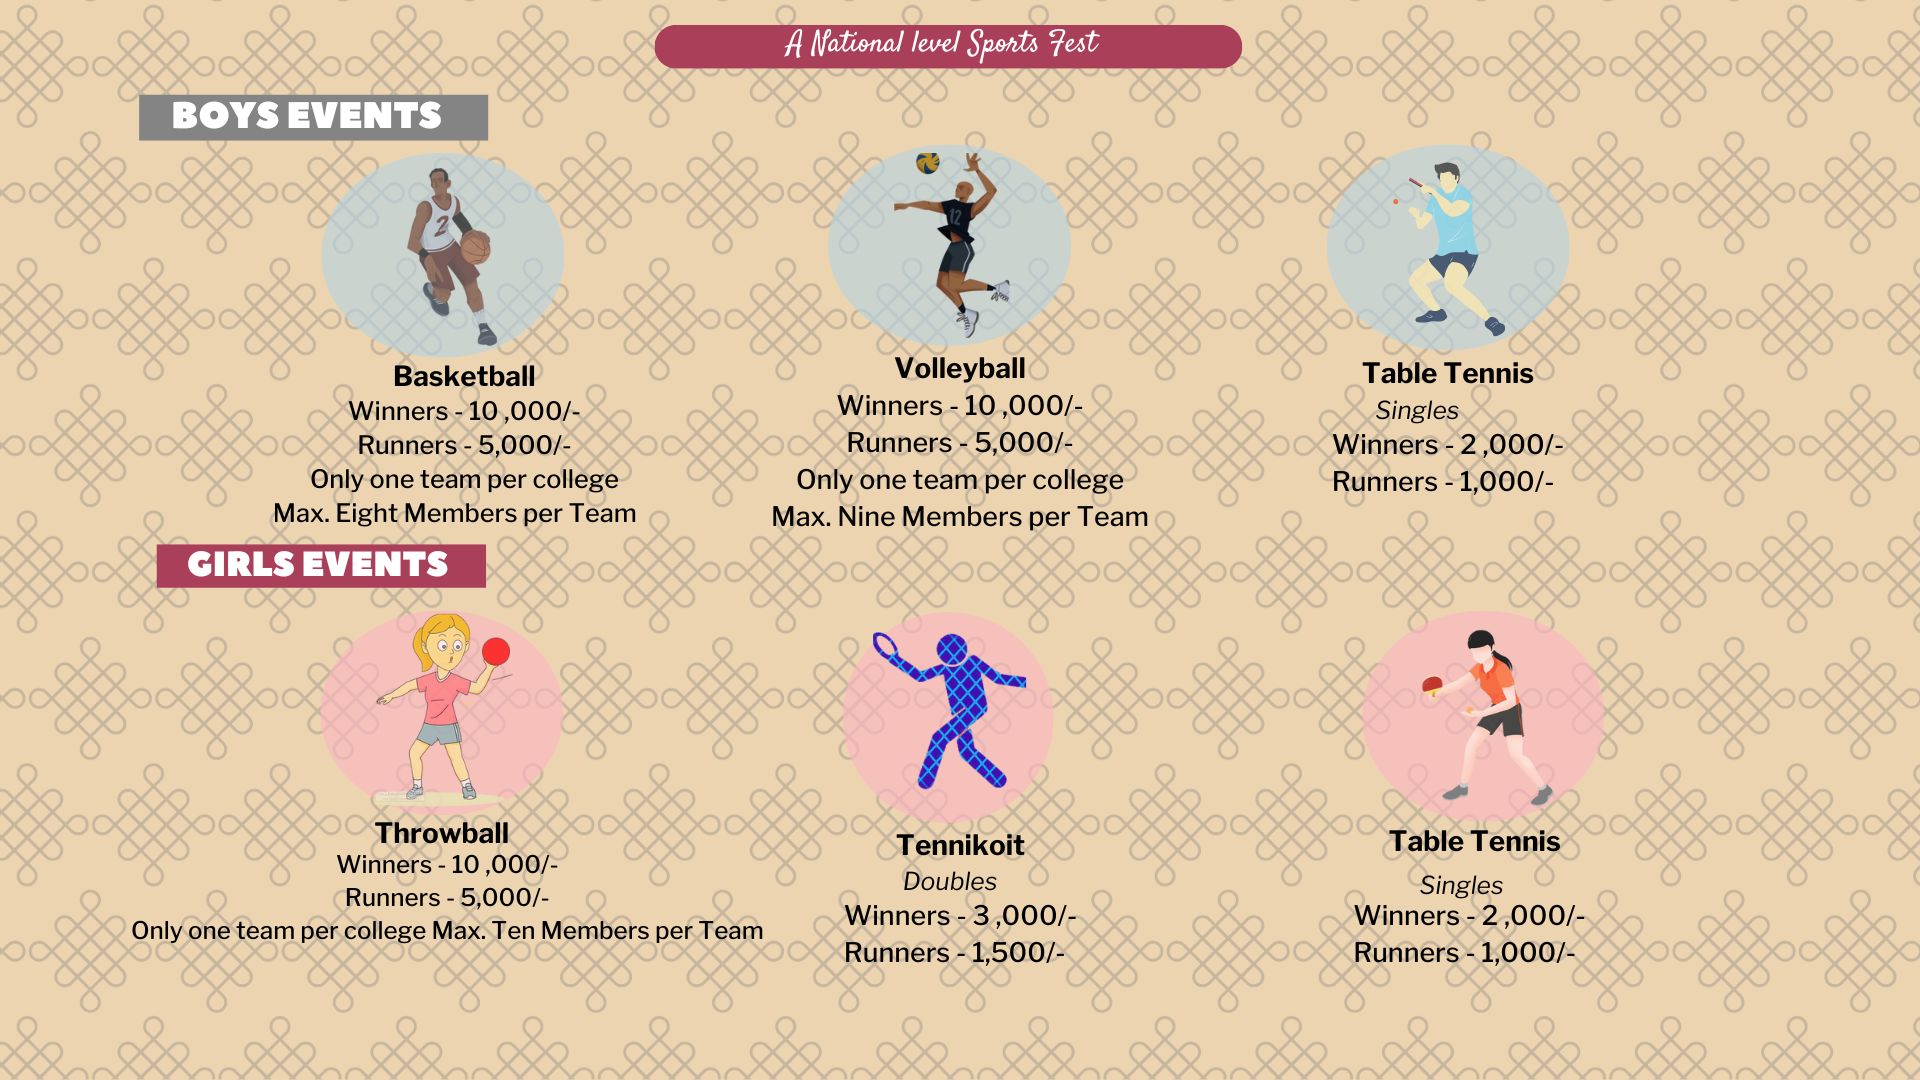 A National level Sports Fest
BOYS EVENTS
Basketball
Winners - 10 ,000/-
Runners - 5,000/-
Only one team per college
Max. Eight Members per Team
Volleyball
Winners - 10 ,000/-
Runners - 5,000/-
Only one team per college
Max. Nine Members per Team
Table Tennis
Singles
Winners - 2 ,000/-
Runners - 1,000/-
GIRLS EVENTS
Throwball
Winners - 10 ,000/-
Runners - 5,000/-
Only one team per college Max. Ten Members per Team
Tennikoit
Doubles
Winners - 3 ,000/-
Runners - 1,500/-
Table Tennis
Singles
Winners - 2 ,000/-
Runners - 1,000/-
2
12